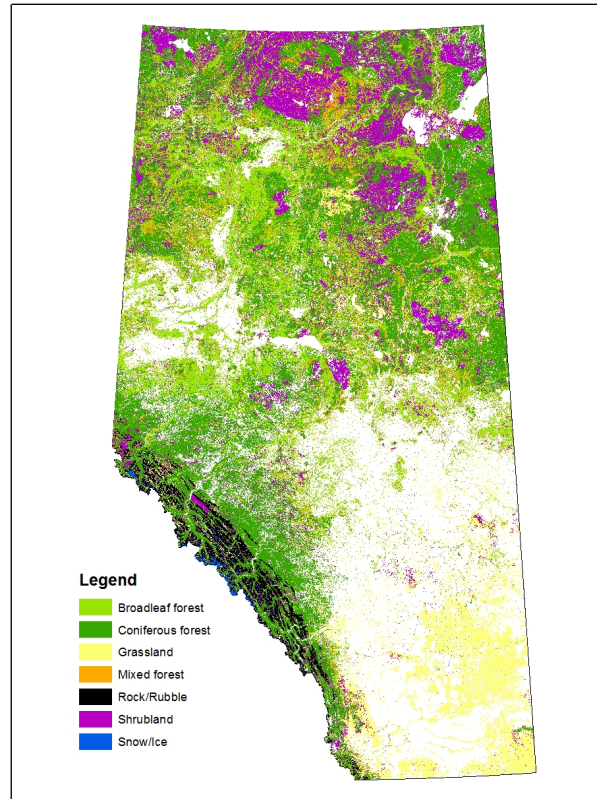 Legend
Broadleaf forest
Coniferous forest
Grassland
Mixed forest
Rock/Rubble
Shrubland
Snow/Ice